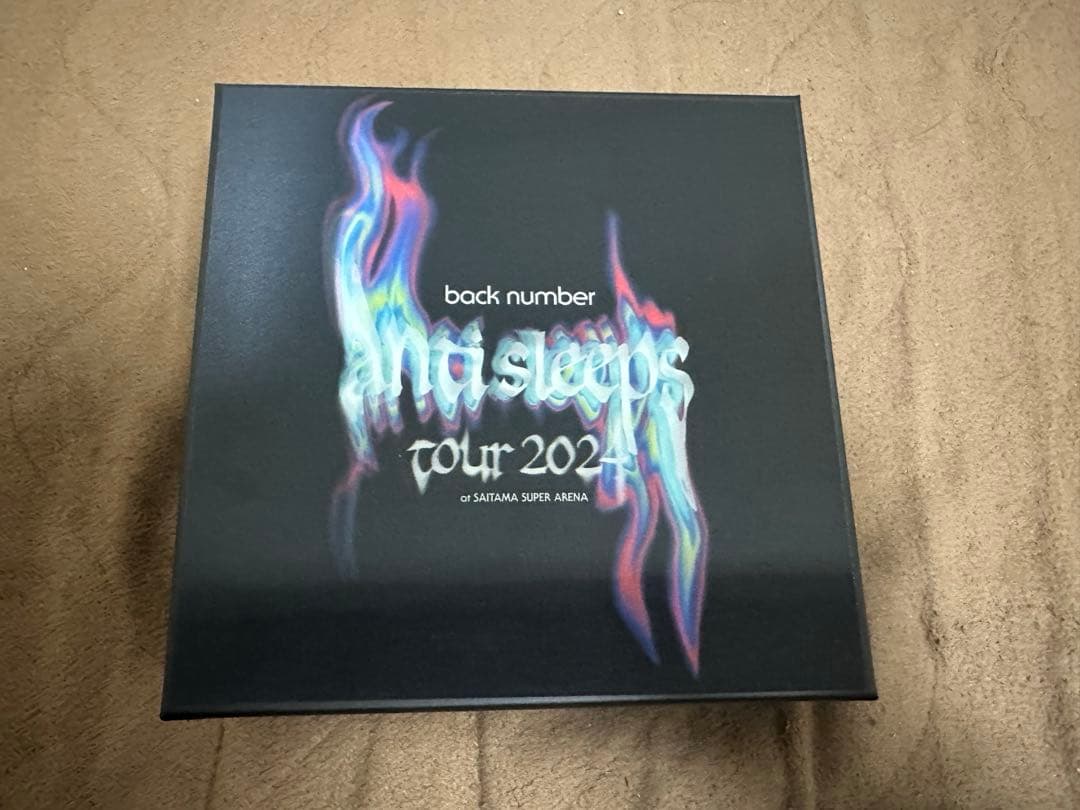 back number
anti sleeps
tour 2024
at SAITAMA SUPER ARENA